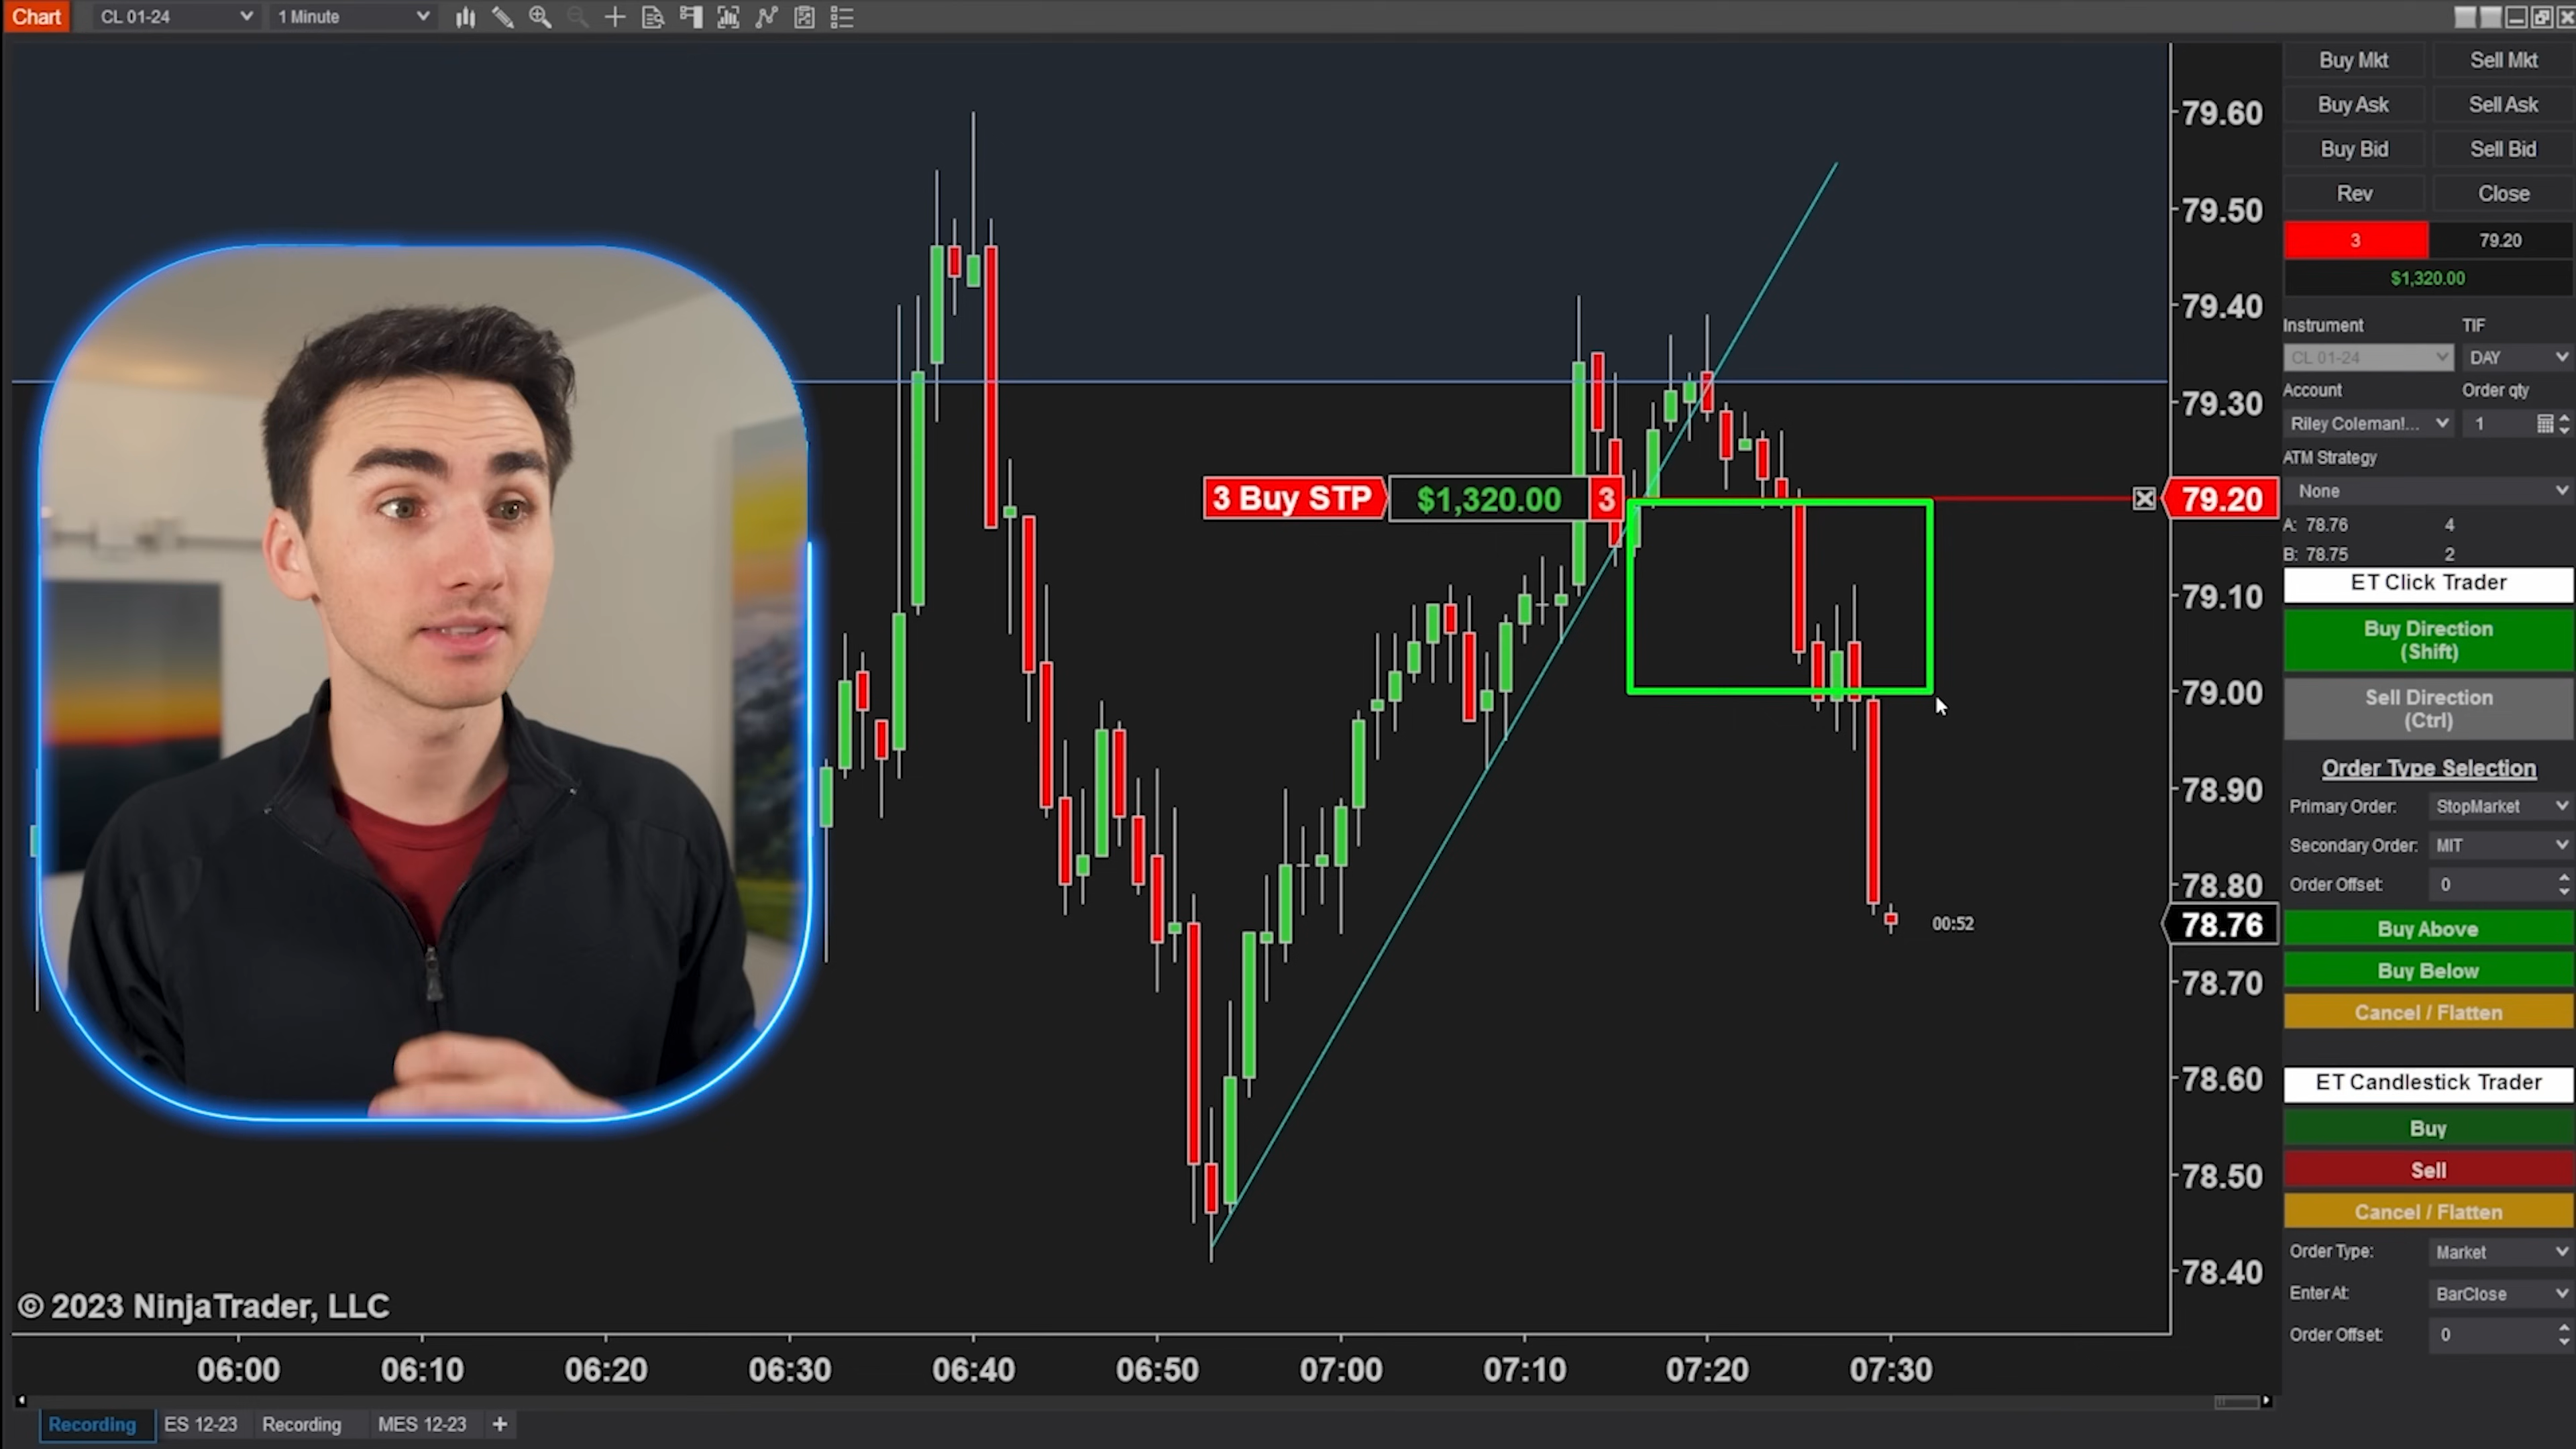 Chart CL 01-24 1 Minute
Buy Mkt Sell Mkt
Buy Ask Sell Ask
Buy Bid Sell Bid
Rev Close
3 79.20
$1,320.00
Instrument TIF
CL 01-24 DAY
Account Order qty
Riley Coleman!... 1
ATM Strategy
None
A: 78.76 4
B: 78.75 2
ET Click Trader
Buy Direction
(Shift)
Sell Direction
(Ctrl)
Order Type Selection
Primary Order: StopMarket
Secondary Order: MIT
Order Offset: 0
Buy Above
Buy Below
Cancel / Flatten
ET Candlestick Trader
Buy
Sell
Cancel / Flatten
Order Type: Market
Enter At: BarClose
Order Offset: 0
79.60
79.50
79.40
79.30
3 Buy STP $1,320.00 3 79.20
79.10
79.00
78.90
78.80
00:52 78.76
78.70
78.60
78.50
78.40
© 2023 NinjaTrader, LLC
06:00 06:10 06:20 06:30 06:40 06:50 07:00 07:10 07:20 07:30
Recording ES 12-23 Recording MES 12-23 +